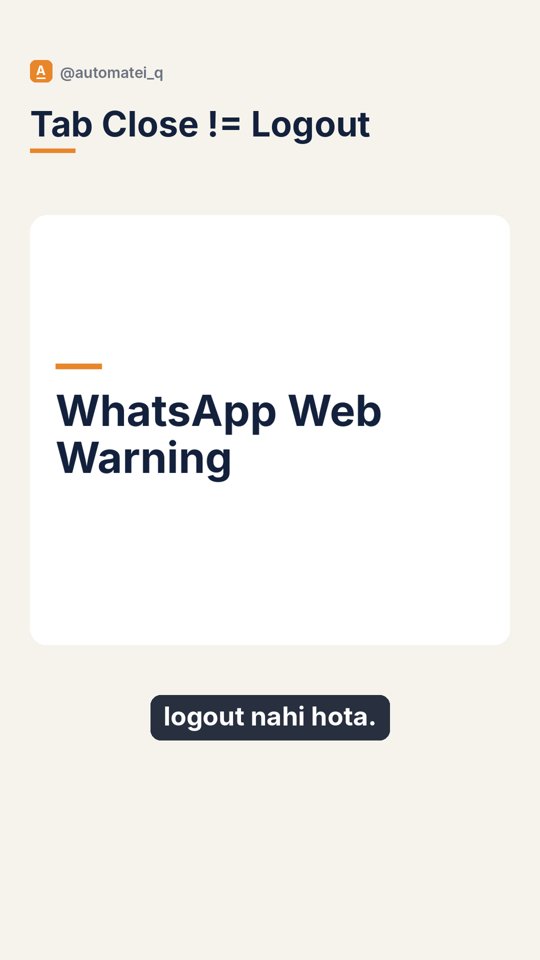 A @automatei_q
Tab Close != Logout
WhatsApp Web
Warning
logout nahi hota.